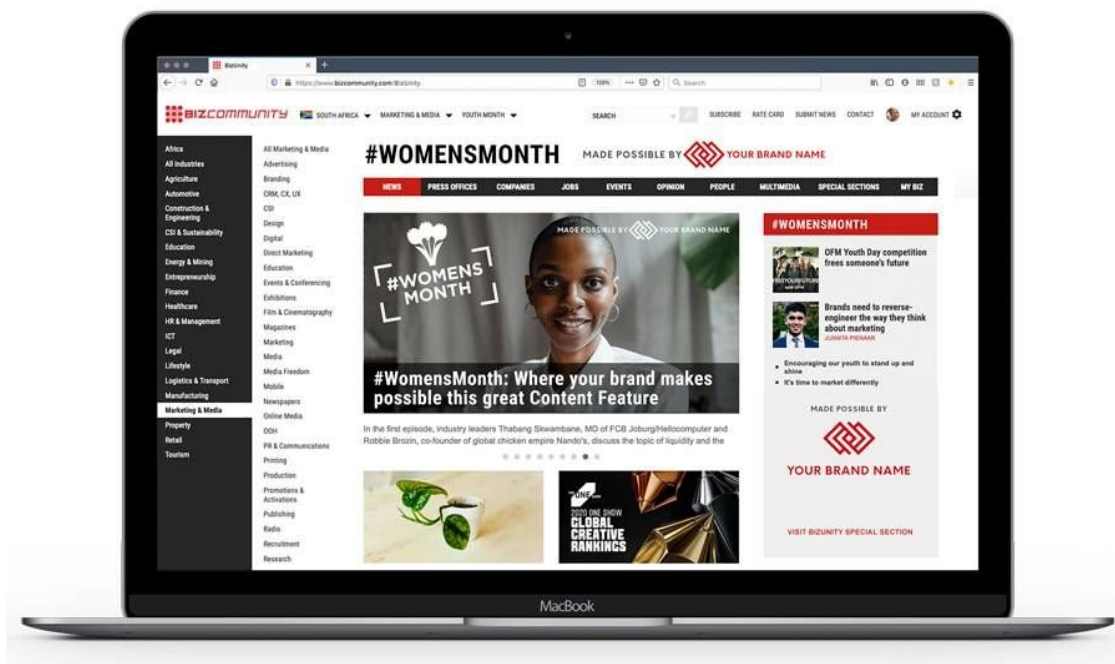 BizUnity
https://www.bizcommunity.com/BizUnity
120%
Search
BIZCOMMUNITY
SOUTH AFRICA
MARKETING & MEDIA
YOUTH MONTH
SEARCH
SUBSCRIBE
RATE CARD
SUBMIT NEWS
CONTACT
MY ACCOUNT
Africa
All industries
Agriculture
Automotive
Construction &
Engineering
CSI & Sustainability
Education
Energy & Mining
Entrepreneurship
Finance
Healthcare
HR & Management
ICT
Legal
Lifestyle
Logistics & Transport
Manufacturing
Marketing & Media
Property
Retail
Tourism
All Marketing & Media
Advertising
Branding
CRM, CX, UX
CSI
Design
Digital
Direct Marketing
Education
Events & Conferencing
Exhibitions
Film & Cinematography
Magazines
Marketing
Media
Media Freedom
Mobile
Newspapers
Online Media
OOH
PR & Communications
Printing
Production
Promotions &
Activations
Publishing
Radio
Recruitment
Research
#WOMENSMONTH
MADE POSSIBLE BY YOUR BRAND NAME
NEWS
PRESS OFFICES
COMPANIES
JOBS
EVENTS
OPINION
PEOPLE
MULTIMEDIA
SPECIAL SECTIONS
MY BIZ
MADE POSSIBLE BY YOUR BRAND NAME
#WOMENS
MONTH
#WomensMonth: Where your brand makes
possible this great Content Feature
In the first episode, industry leaders Thabang Skwambane, MD of FCB Joburg/Hellocomputer and
Robbie Brozin, co-founder of global chicken empire Nando's, discuss the topic of liquidity and the
THE ONE SHOW
2020 ONE SHOW
GLOBAL
CREATIVE
RANKINGS
#WOMENSMONTH
FREEYOURFUTURE
with OFM
OFM Youth Day competition
frees someone's future
Brands need to reverse-
engineer the way they think
about marketing
JUANITA PIENAAR
Encouraging our youth to stand up and
shine
It's time to market differently
MADE POSSIBLE BY
YOUR BRAND NAME
VISIT BIZUNITY SPECIAL SECTION
MacBook